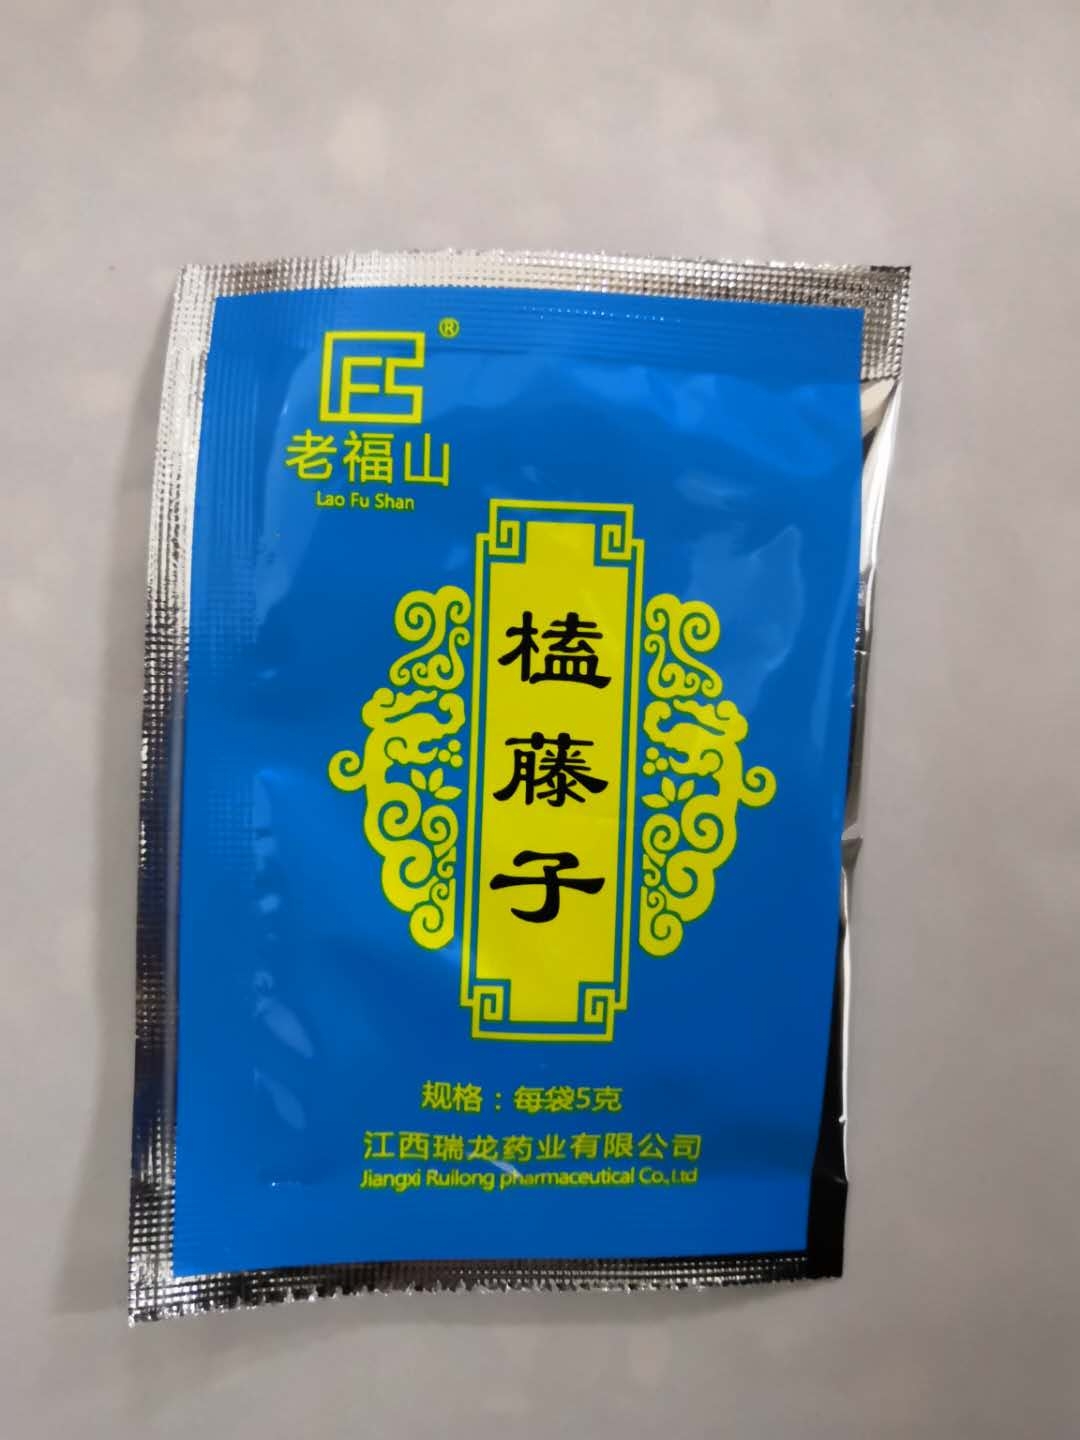 FS
®
老福山
Lao Fu Shan
榼藤子
规格：每袋5克
江西瑞龙药业有限公司
Jiangxi Ruilong pharmaceutical Co.,Ltd